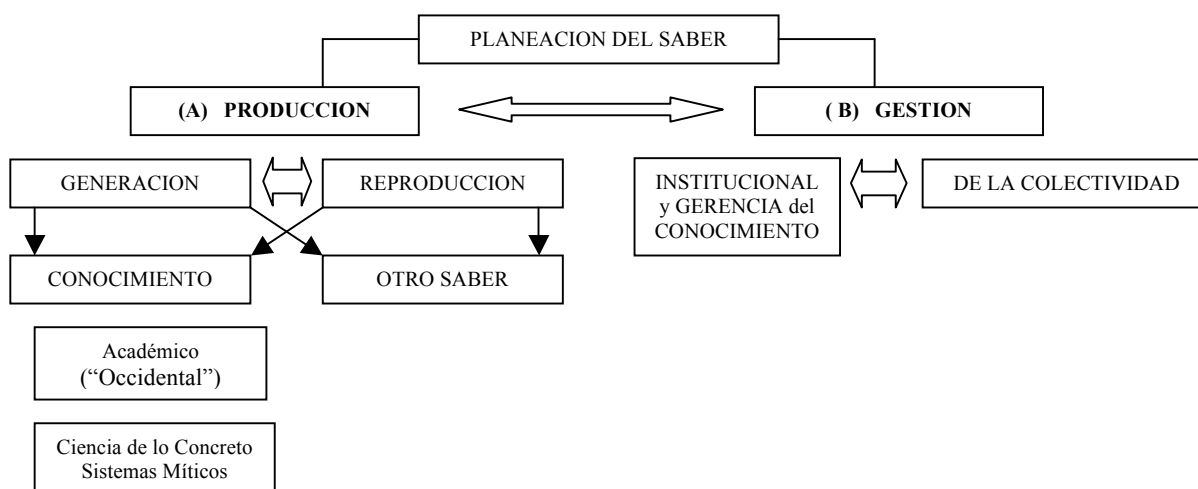 PLANEACION DEL SABER
(A) PRODUCCION
( B) GESTION
GENERACION
REPRODUCCION
INSTITUCIONAL
y GERENCIA del
CONOCIMIENTO
DE LA COLECTIVIDAD
CONOCIMIENTO
OTRO SABER
Académico
(“Occidental”)
Ciencia de lo Concreto
Sistemas Míticos